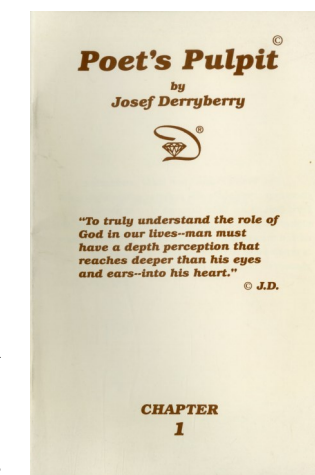 Poet's Pulpit©
by
Josef Derryberry
®
"To truly understand the role of
God in our lives--man must
have a depth perception that
reaches deeper than his eyes
and ears--into his heart."
© J.D.
CHAPTER
1